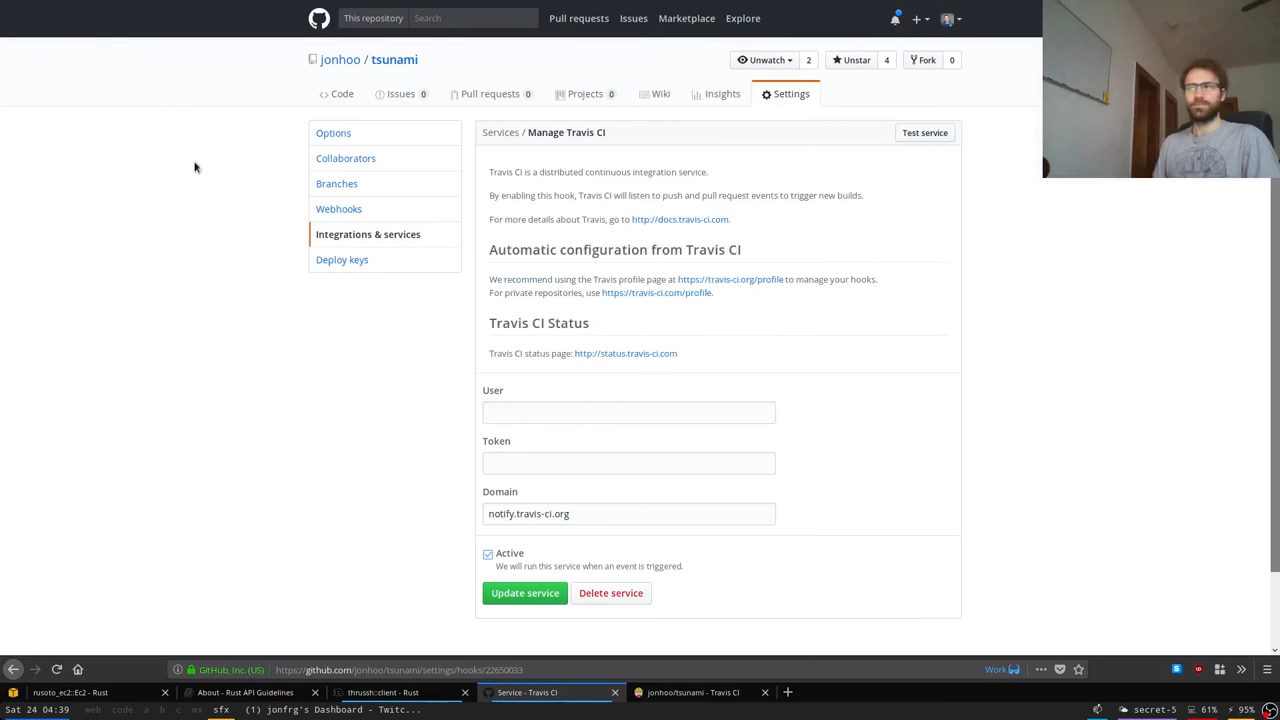 This repository
Search
Pull requests
Issues
Marketplace
Explore
jonhoo / tsunami
Unwatch
2
Unstar
4
Fork
0
Code
Issues 0
Pull requests 0
Projects 0
Wiki
Insights
Settings
Options
Collaborators
Branches
Webhooks
Integrations & services
Deploy keys
Services / Manage Travis CI
Test service
Travis CI is a distributed continuous integration service.
By enabling this hook, Travis CI will listen to push and pull request events to trigger new builds.
For more details about Travis, go to http://docs.travis-ci.com.
Automatic configuration from Travis CI
We recommend using the Travis profile page at https://travis-ci.org/profile to manage your hooks.
For private repositories, use https://travis-ci.com/profile.
Travis CI Status
Travis CI status page: http://status.travis-ci.com
User
Token
Domain
notify.travis-ci.org
Active
We will run this service when an event is triggered.
Update service
Delete service
GitHub, Inc. (US)
https://github.com/jonhoo/tsunami/settings/hooks/22650033
Work
rusoto_ec2::Ec2 - Rust
About - Rust API Guidelines
thrussh::client - Rust
Service - Travis CI
jonhoo/tsunami - Travis CI
Sat 24 04:39
web
code
a
b
c
mx
sfx
(1) jonfrg's Dashboard - Twitc...
secret-5
61%
95%